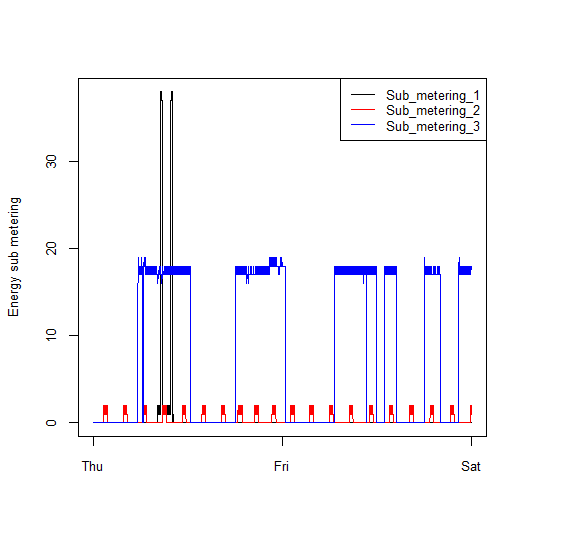 Sub_metering_1
Sub_metering_2
Sub_metering_3
Energy sub metering
30
20
10
0
Thu Fri Sat